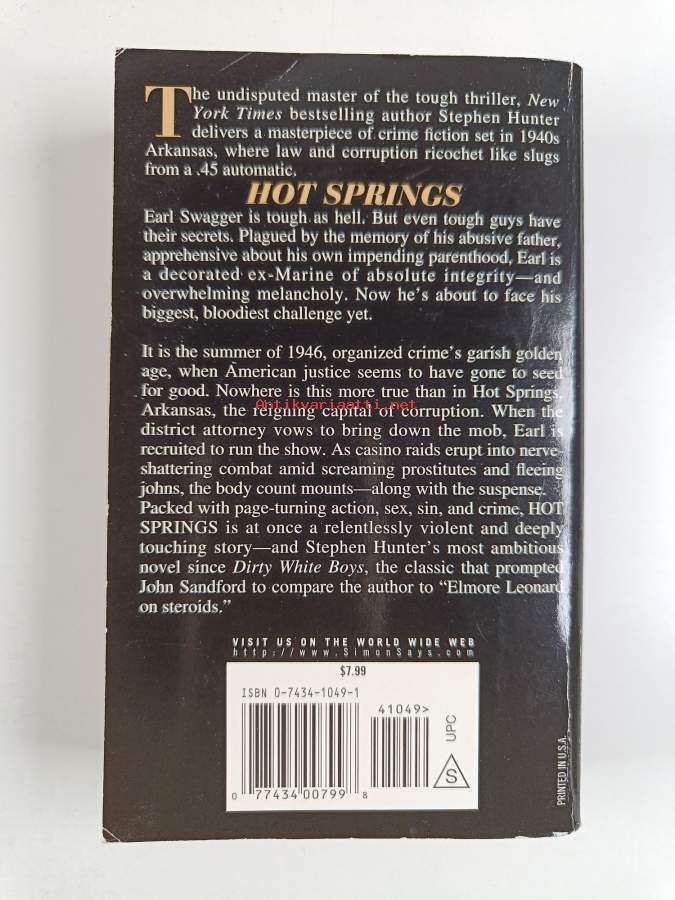 The undisputed master of the tough thriller, New
York Times bestselling author Stephen Hunter
delivers a masterpiece of crime fiction set in 1940s
Arkansas, where law and corruption ricochet like slugs
from a .45 automatic.
HOT SPRINGS
Earl Swagger is tough as hell. But even tough guys have
their secrets. Plagued by the memory of his abusive father,
apprehensive about his own impending parenthood, Earl is
a decorated ex-Marine of absolute integrity—and
overwhelming melancholy. Now he's about to face his
biggest, bloodiest challenge yet.
It is the summer of 1946, organized crime's garish golden
age, when American justice seems to have gone to seed
for good. Nowhere is this more true than in Hot Springs,
Antikvariaatti.net
Arkansas, the reigning capital of corruption. When the
district attorney vows to bring down the mob, Earl is
recruited to run the show. As casino raids erupt into nerve-
shattering combat amid screaming prostitutes and fleeing
johns, the body count mounts—along with the suspense.
Packed with page-turning action, sex, sin, and crime, HOT
SPRINGS is at once a relentlessly violent and deeply
touching story—and Stephen Hunter's most ambitious
novel since Dirty White Boys, the classic that prompted
John Sandford to compare the author to "Elmore Leonard
on steroids."
VISIT US ON THE WORLD WIDE WEB
http://www.SimonSays.com
$7.99
ISBN 0-7434-1049-1
41049>
UPC
S
0 77434 00799 8
PRINTED IN U.S.A.